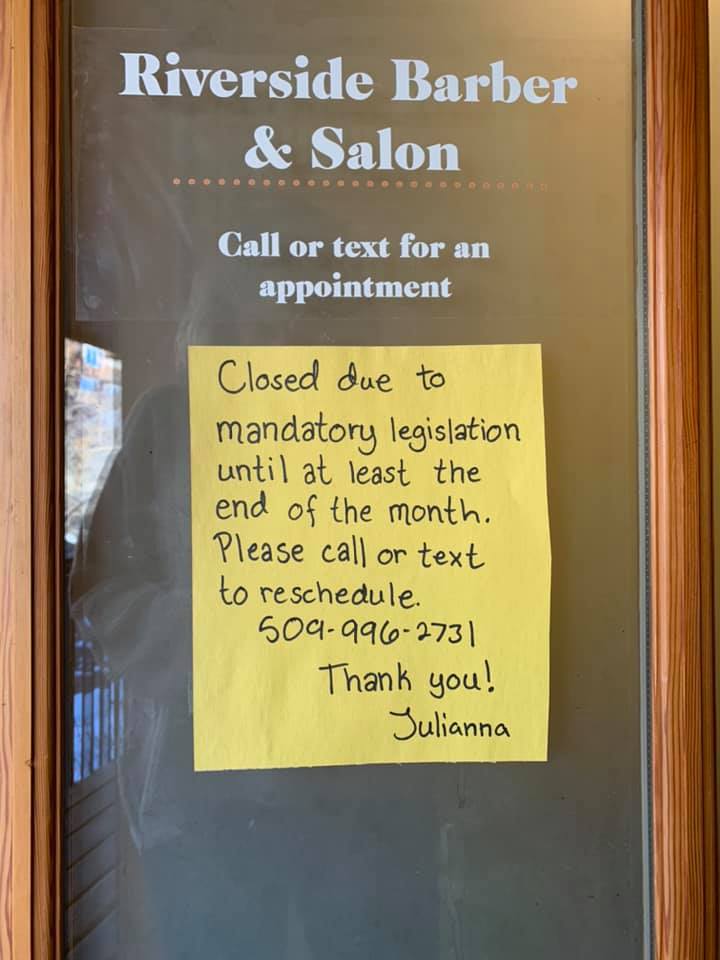 Riverside Barber
& Salon
Call or text for an
appointment
Closed due to
mandatory legislation
until at least the
end of the month.
Please call or text
to reschedule.
509-996-2731
Thank you!
Julianna